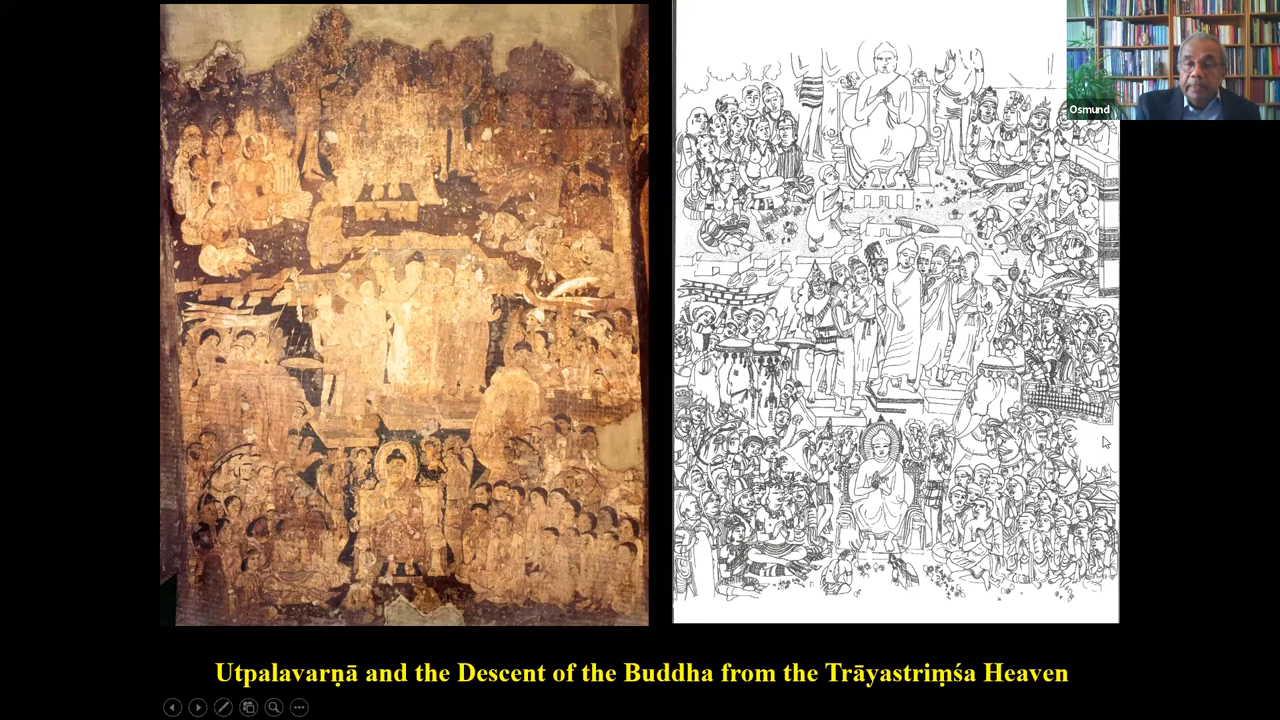 Osmund
Utpalavarṇā and the Descent of the Buddha from the Trāyastriṃśa Heaven